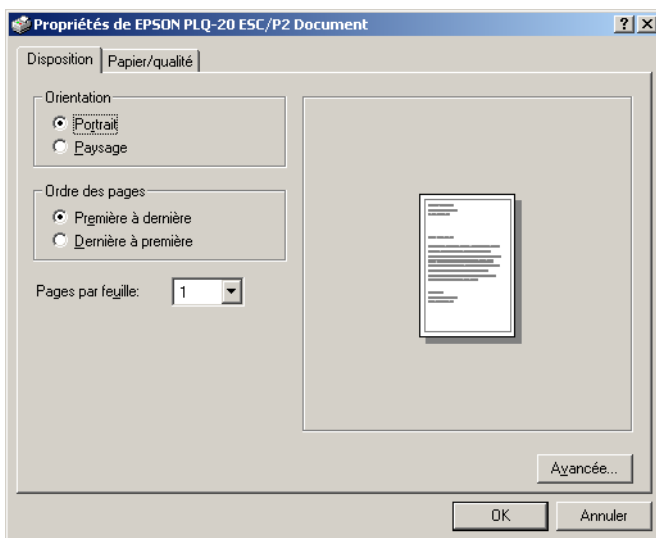 Propriétés de EPSON PLQ-20 ESC/P2 Document
Disposition
Papier/qualité
Orientation
Portrait
Paysage
Ordre des pages
Première à dernière
Dernière à première
Pages par feuille:
1
Avancée...
OK
Annuler